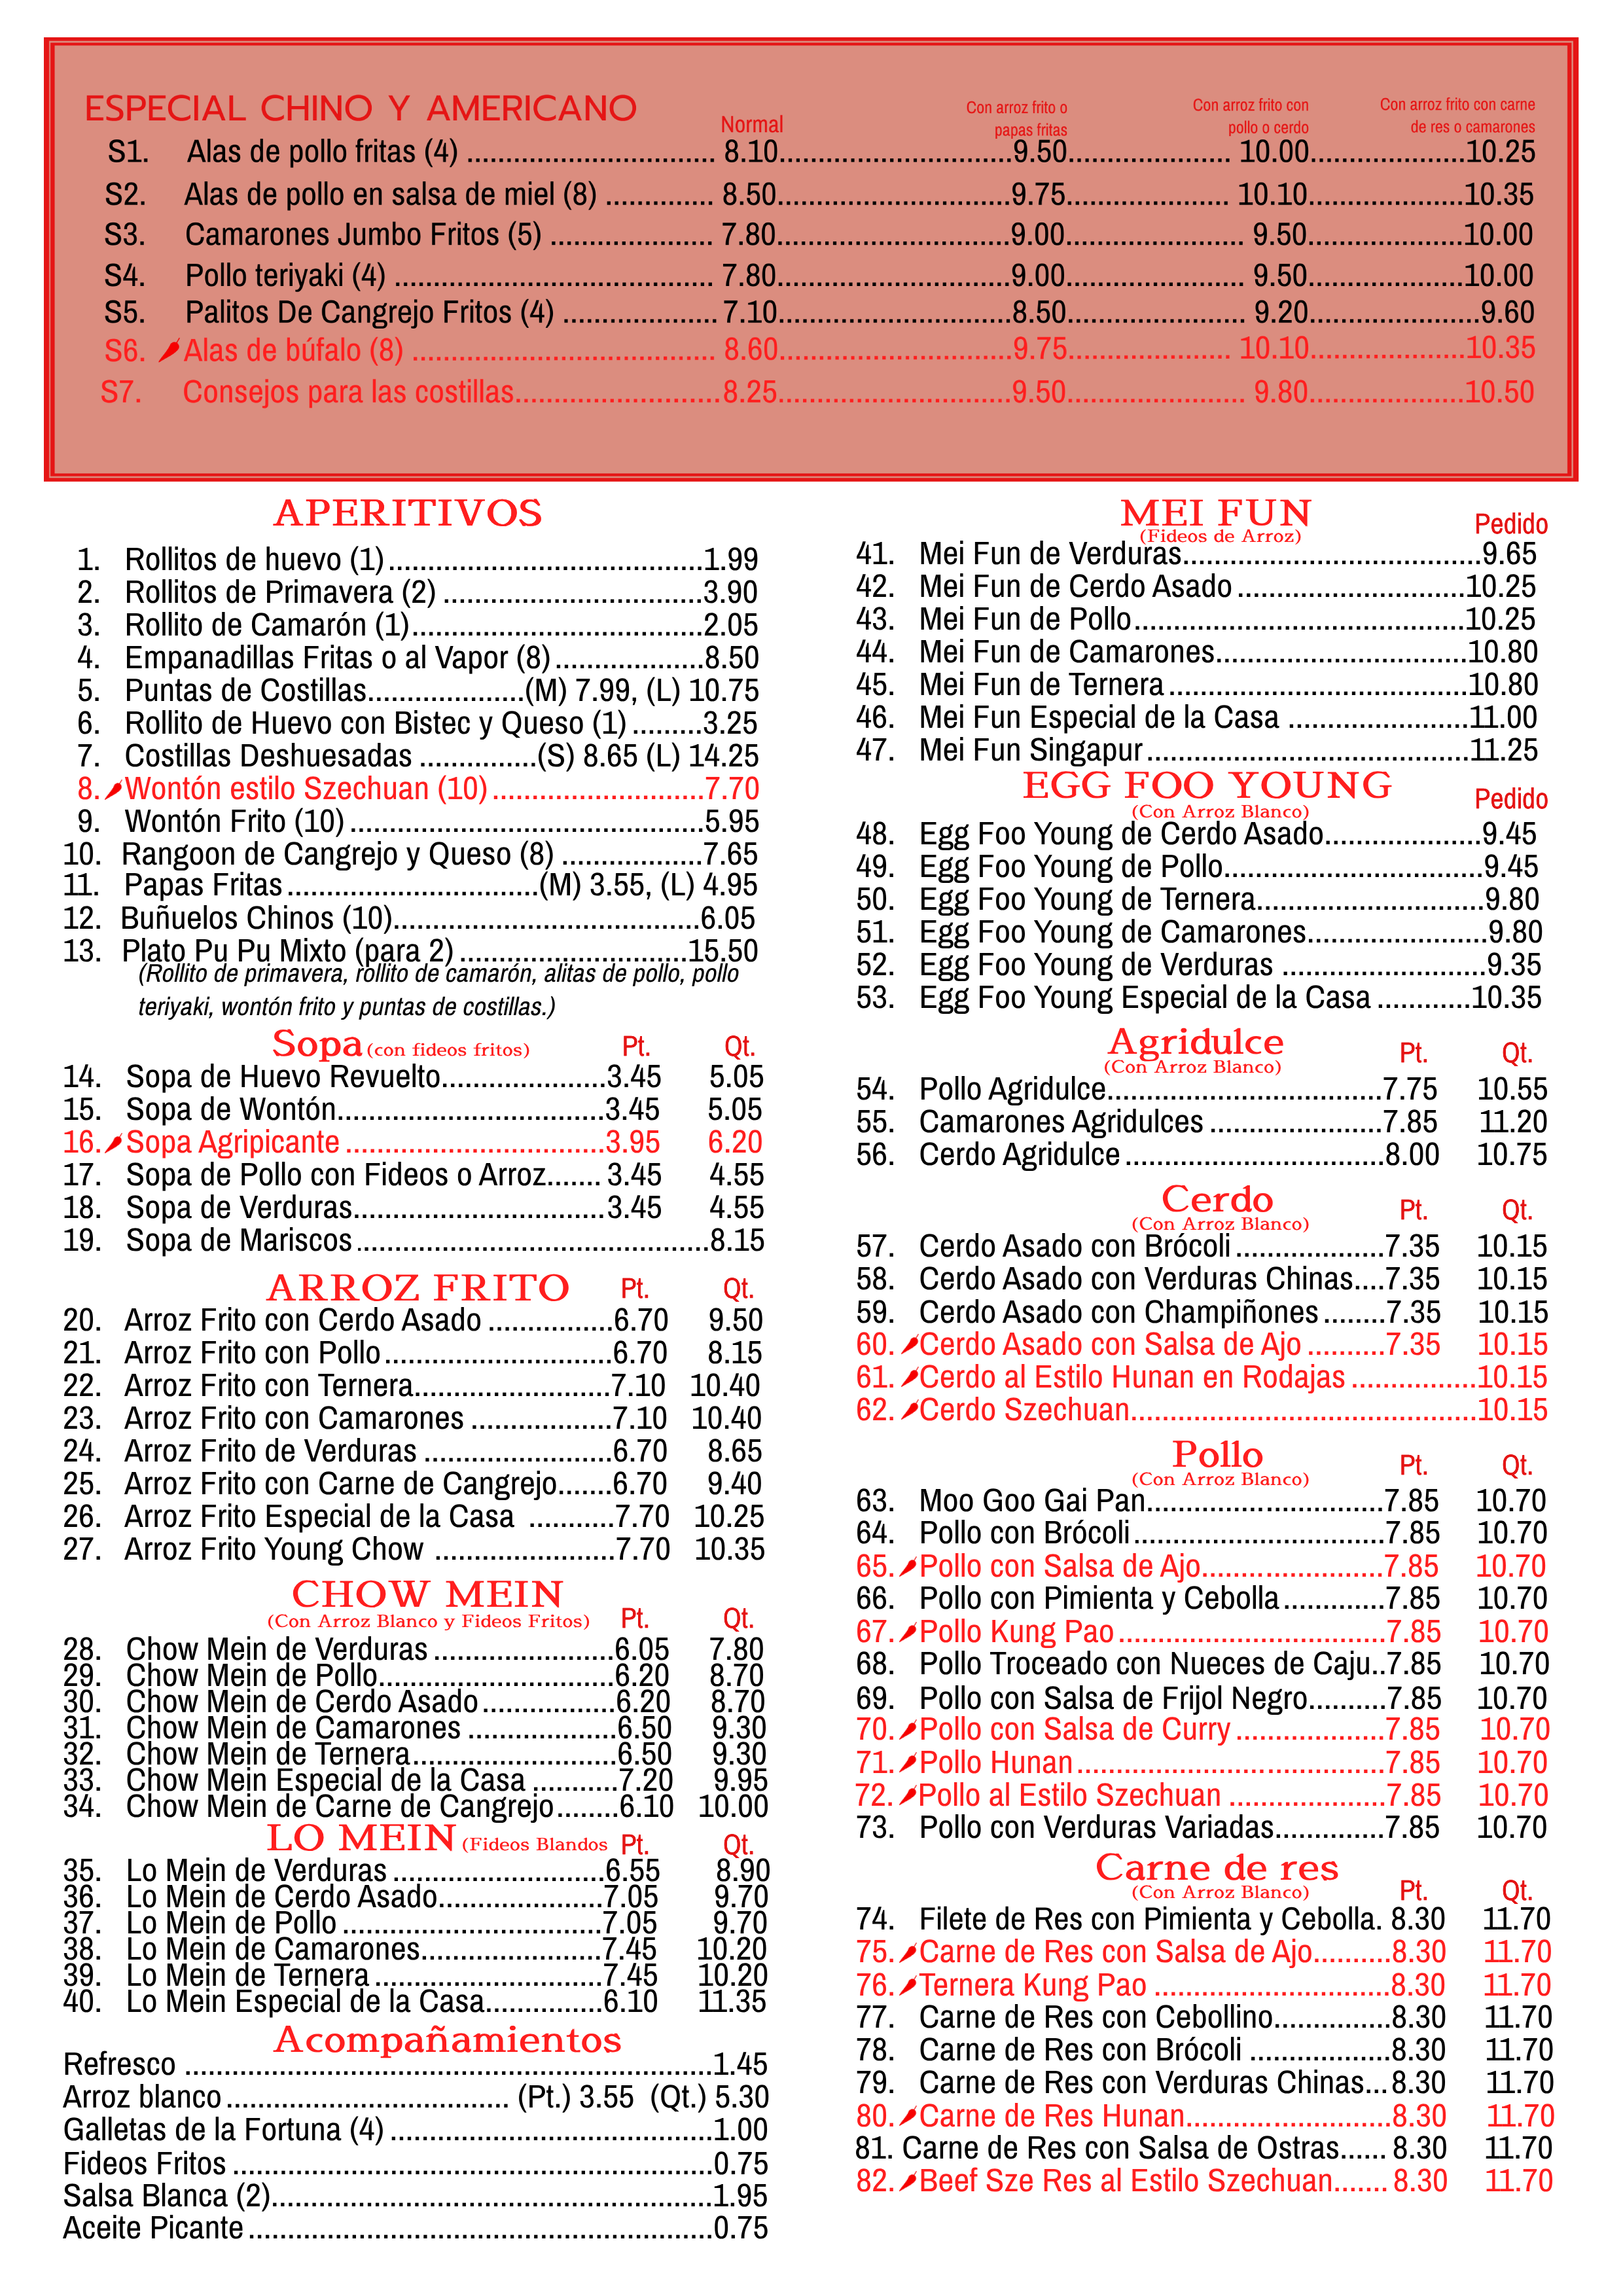 ESPECIAL CHINO Y AMERICANO
Normal
Con arroz frito o
papas fritas
Con arroz frito con
pollo o cerdo
Con arroz frito con carne
de res o camarones
S1. Alas de pollo fritas (4) ............................... 8.10.............................9.50.................... 10.00...................10.25
S2. Alas de pollo en salsa de miel (8) ............. 8.50.............................9.75.................... 10.10...................10.35
S3. Camarones Jumbo Fritos (5) .................... 7.80.............................9.00...................... 9.50...................10.00
S4. Pollo teriyaki (4) ....................................... 7.80.............................9.00...................... 9.50...................10.00
S5. Palitos De Cangrejo Fritos (4) ................... 7.10.............................8.50...................... 9.20.....................9.60
S6. Alas de búfalo (8) ..................................... 8.60.............................9.75.................... 10.10...................10.35
S7. Consejos para las costillas.........................8.25.............................9.50...................... 9.80...................10.50
APERITIVOS
1. Rollitos de huevo (1).......................................1.99
2. Rollitos de Primavera (2) ................................3.90
3. Rollito de Camarón (1)....................................2.05
4. Empanadillas Fritas o al Vapor (8)..................8.50
5. Puntas de Costillas...................(M) 7.99, (L) 10.75
6. Rollito de Huevo con Bistec y Queso (1) .........3.25
7. Costillas Deshuesadas ..............(S) 8.65 (L) 14.25
8. Wontón estilo Szechuan (10)..........................7.70
9. Wontón Frito (10) ...........................................5.95
10. Rangoon de Cangrejo y Queso (8) .................7.65
11. Papas Fritas...............................(M) 3.55, (L) 4.95
12. Buñuelos Chinos (10)......................................6.05
13. Plato Pu Pu Mixto (para 2)............................15.50
(Rollito de primavera, rollito de camarón, alitas de pollo, pollo
teriyaki, wontón frito y puntas de costillas.)
Sopa (con fideos fritos) Pt. Qt.
14. Sopa de Huevo Revuelto....................3.45 5.05
15. Sopa de Wontón.................................3.45 5.05
16. Sopa Agripicante ................................3.95 6.20
17. Sopa de Pollo con Fideos o Arroz....... 3.45 4.55
18. Sopa de Verduras...............................3.45 4.55
19. Sopa de Mariscos...........................................8.15
ARROZ FRITO Pt. Qt.
20. Arroz Frito con Cerdo Asado ...............6.70 9.50
21. Arroz Frito con Pollo............................6.70 8.15
22. Arroz Frito con Ternera........................7.10 10.40
23. Arroz Frito con Camarones .................7.10 10.40
24. Arroz Frito de Verduras .......................6.70 8.65
25. Arroz Frito con Carne de Cangrejo.......6.70 9.40
26. Arroz Frito Especial de la Casa ...........7.70 10.25
27. Arroz Frito Young Chow ......................7.70 10.35
CHOW MEIN
(Con Arroz Blanco y Fideos Fritos) Pt. Qt.
28. Chow Mein de Verduras ......................6.05 7.80
29. Chow Mein de Pollo.............................6.20 8.70
30. Chow Mein de Cerdo Asado................6.20 8.70
31. Chow Mein de Camarones ..................6.50 9.30
32. Chow Mein de Ternera.........................6.50 9.30
33. Chow Mein Especial de la Casa ...........7.20 9.95
34. Chow Mein de Carne de Cangrejo........6.10 10.00
LO MEIN (Fideos Blandos Pt. Qt.
35. Lo Mein de Verduras ..........................6.55 8.90
36. Lo Mein de Cerdo Asado....................7.05 9.70
37. Lo Mein de Pollo ................................7.05 9.70
38. Lo Mein de Camarones......................7.45 10.20
39. Lo Mein de Ternera............................7.45 10.20
40. Lo Mein Especial de la Casa..............6.10 11.35
Acompañamientos
Refresco .................................................................1.45
Arroz blanco................................... (Pt.) 3.55 (Qt.) 5.30
Galletas de la Fortuna (4) ........................................1.00
Fideos Fritos ...........................................................0.75
Salsa Blanca (2)......................................................1.95
Aceite Picante.........................................................0.75
MEI FUN
(Fideos de Arroz) Pedido
41. Mei Fun de Verduras.....................................9.65
42. Mei Fun de Cerdo Asado............................10.25
43. Mei Fun de Pollo.........................................10.25
44. Mei Fun de Camarones...............................10.80
45. Mei Fun de Ternera.....................................10.80
46. Mei Fun Especial de la Casa ......................11.00
47. Mei Fun Singapur........................................11.25
EGG FOO YOUNG
(Con Arroz Blanco) Pedido
48. Egg Foo Young de Cerdo Asado...................9.45
49. Egg Foo Young de Pollo................................9.45
50. Egg Foo Young de Ternera............................9.80
51. Egg Foo Young de Camarones......................9.80
52. Egg Foo Young de Verduras .........................9.35
53. Egg Foo Young Especial de la Casa ............10.35
Agridulce
(Con Arroz Blanco) Pt. Qt.
54. Pollo Agridulce..................................7.75 10.55
55. Camarones Agridulces .....................7.85 11.20
56. Cerdo Agridulce................................8.00 10.75
Cerdo
(Con Arroz Blanco) Pt. Qt.
57. Cerdo Asado con Brócoli..................7.35 10.15
58. Cerdo Asado con Verduras Chinas....7.35 10.15
59. Cerdo Asado con Champiñones ........7.35 10.15
60. Cerdo Asado con Salsa de Ajo..........7.35 10.15
61. Cerdo al Estilo Hunan en Rodajas ................10.15
62. Cerdo Szechuan...........................................10.15
Pollo
(Con Arroz Blanco) Pt. Qt.
63. Moo Goo Gai Pan.............................7.85 10.70
64. Pollo con Brócoli...............................7.85 10.70
65. Pollo con Salsa de Ajo......................7.85 10.70
66. Pollo con Pimienta y Cebolla.............7.85 10.70
67. Pollo Kung Pao.................................7.85 10.70
68. Pollo Troceado con Nueces de Caju..7.85 10.70
69. Pollo con Salsa de Frijol Negro..........7.85 10.70
70. Pollo con Salsa de Curry...................7.85 10.70
71. Pollo Hunan......................................7.85 10.70
72. Pollo al Estilo Szechuan ...................7.85 10.70
73. Pollo con Verduras Variadas.............7.85 10.70
Carne de res
(Con Arroz Blanco) Pt. Qt.
74. Filete de Res con Pimienta y Cebolla. 8.30 11.70
75. Carne de Res con Salsa de Ajo..........8.30 11.70
76. Ternera Kung Pao .............................8.30 11.70
77. Carne de Res con Cebollino...............8.30 11.70
78. Carne de Res con Brócoli .................8.30 11.70
79. Carne de Res con Verduras Chinas...8.30 11.70
80. Carne de Res Hunan.........................8.30 11.70
81. Carne de Res con Salsa de Ostras...... 8.30 11.70
82. Beef Sze Res al Estilo Szechuan....... 8.30 11.70